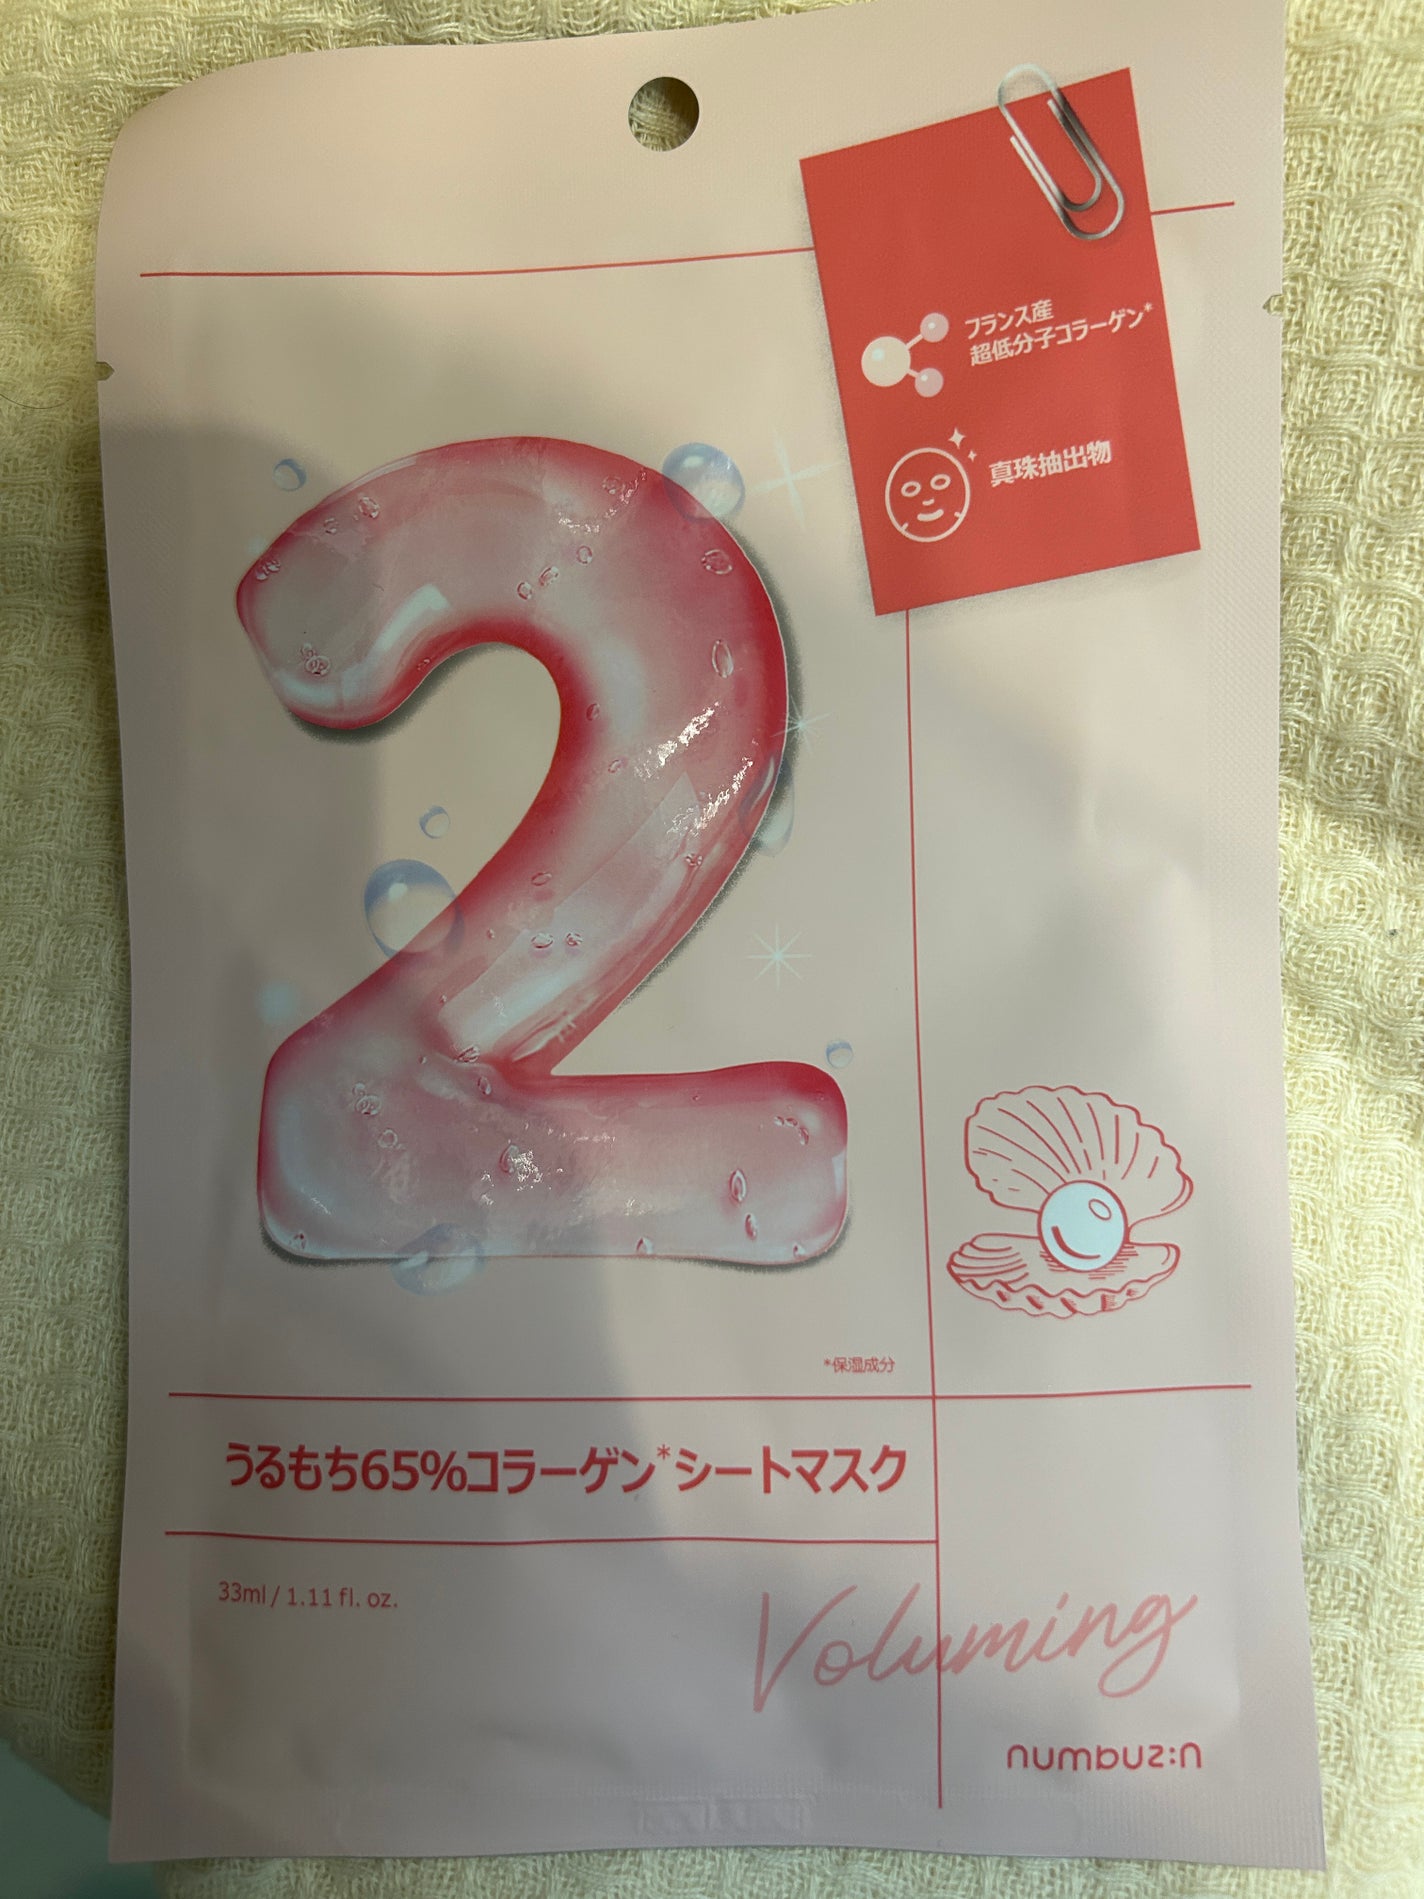 フランス産
超低分子コラーゲン*
真珠抽出物
*保湿成分
うるもち65%コラーゲン*シートマスク
33ml / 1.11 fl. oz.
Voluming
numbuz:n